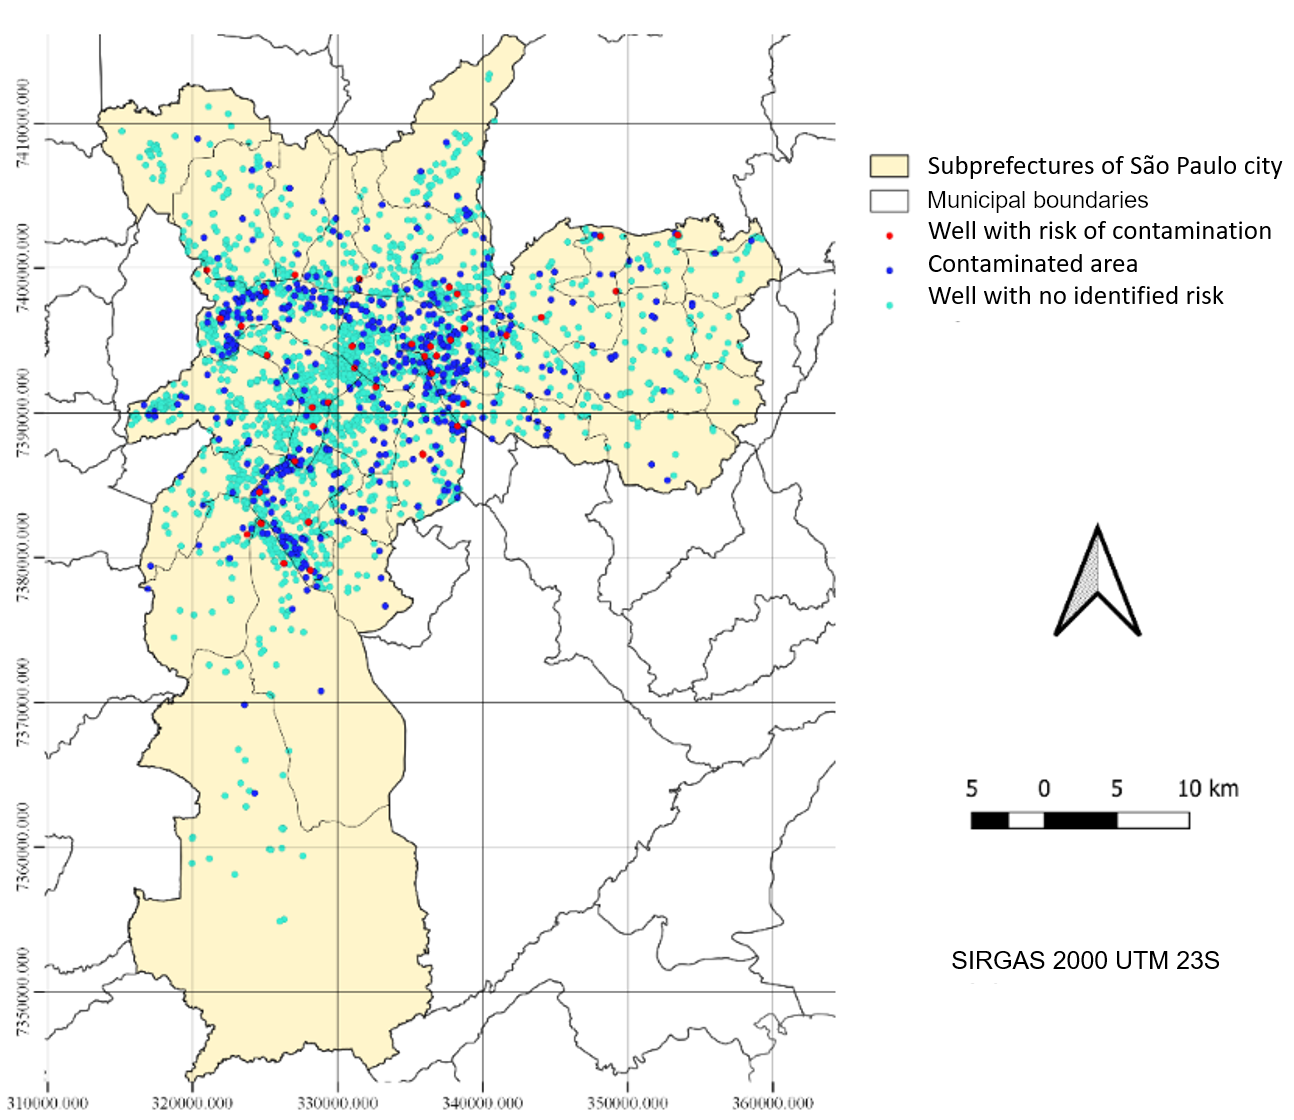 7410000.000
7400000.000
7390000.000
7380000.000
7370000.000
7360000.000
7350000.000
310000.000
320000.000
330000.000
340000.000
350000.000
360000.000
Subprefectures of São Paulo city
Municipal boundaries
Well with risk of contamination
Contaminated area
Well with no identified risk
5 0 5 10 km
SIRGAS 2000 UTM 23S